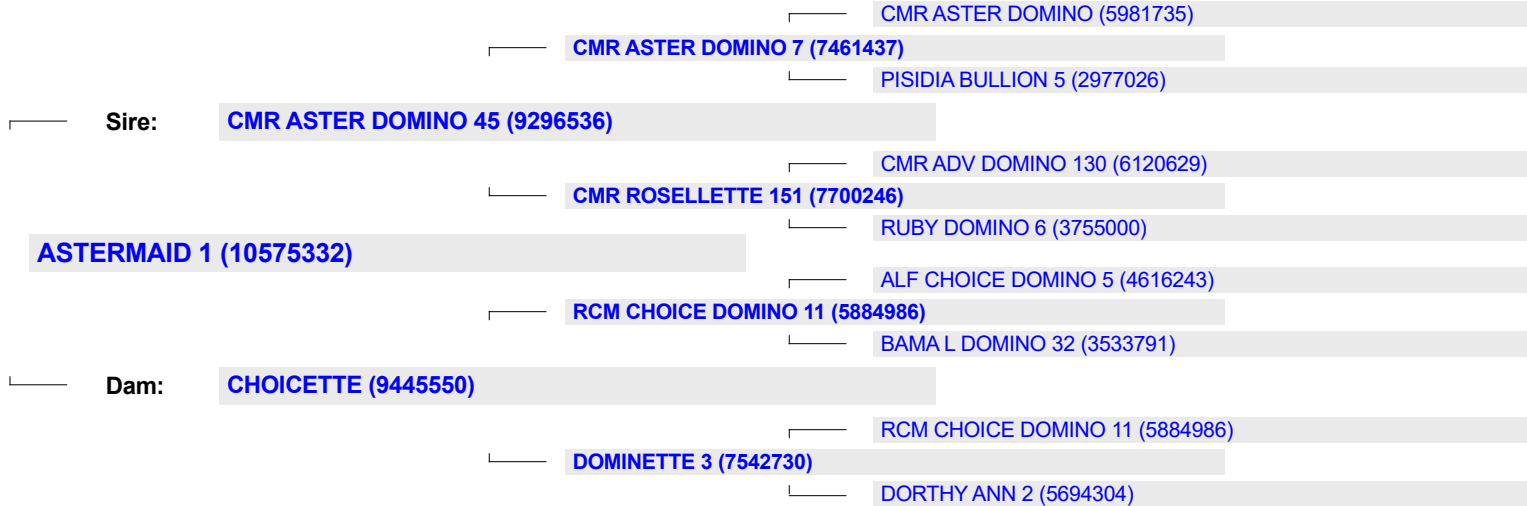 CMR ASTER DOMINO (5981735)
CMR ASTER DOMINO 7 (7461437)
PISIDIA BULLION 5 (2977026)
Sire: CMR ASTER DOMINO 45 (9296536)
CMR ADV DOMINO 130 (6120629)
CMR ROSELLETTE 151 (7700246)
RUBY DOMINO 6 (3755000)
ASTERMAID 1 (10575332)
ALF CHOICE DOMINO 5 (4616243)
RCM CHOICE DOMINO 11 (5884986)
BAMA L DOMINO 32 (3533791)
Dam: CHOICETTE (9445550)
RCM CHOICE DOMINO 11 (5884986)
DOMINETTE 3 (7542730)
DORTHY ANN 2 (5694304)